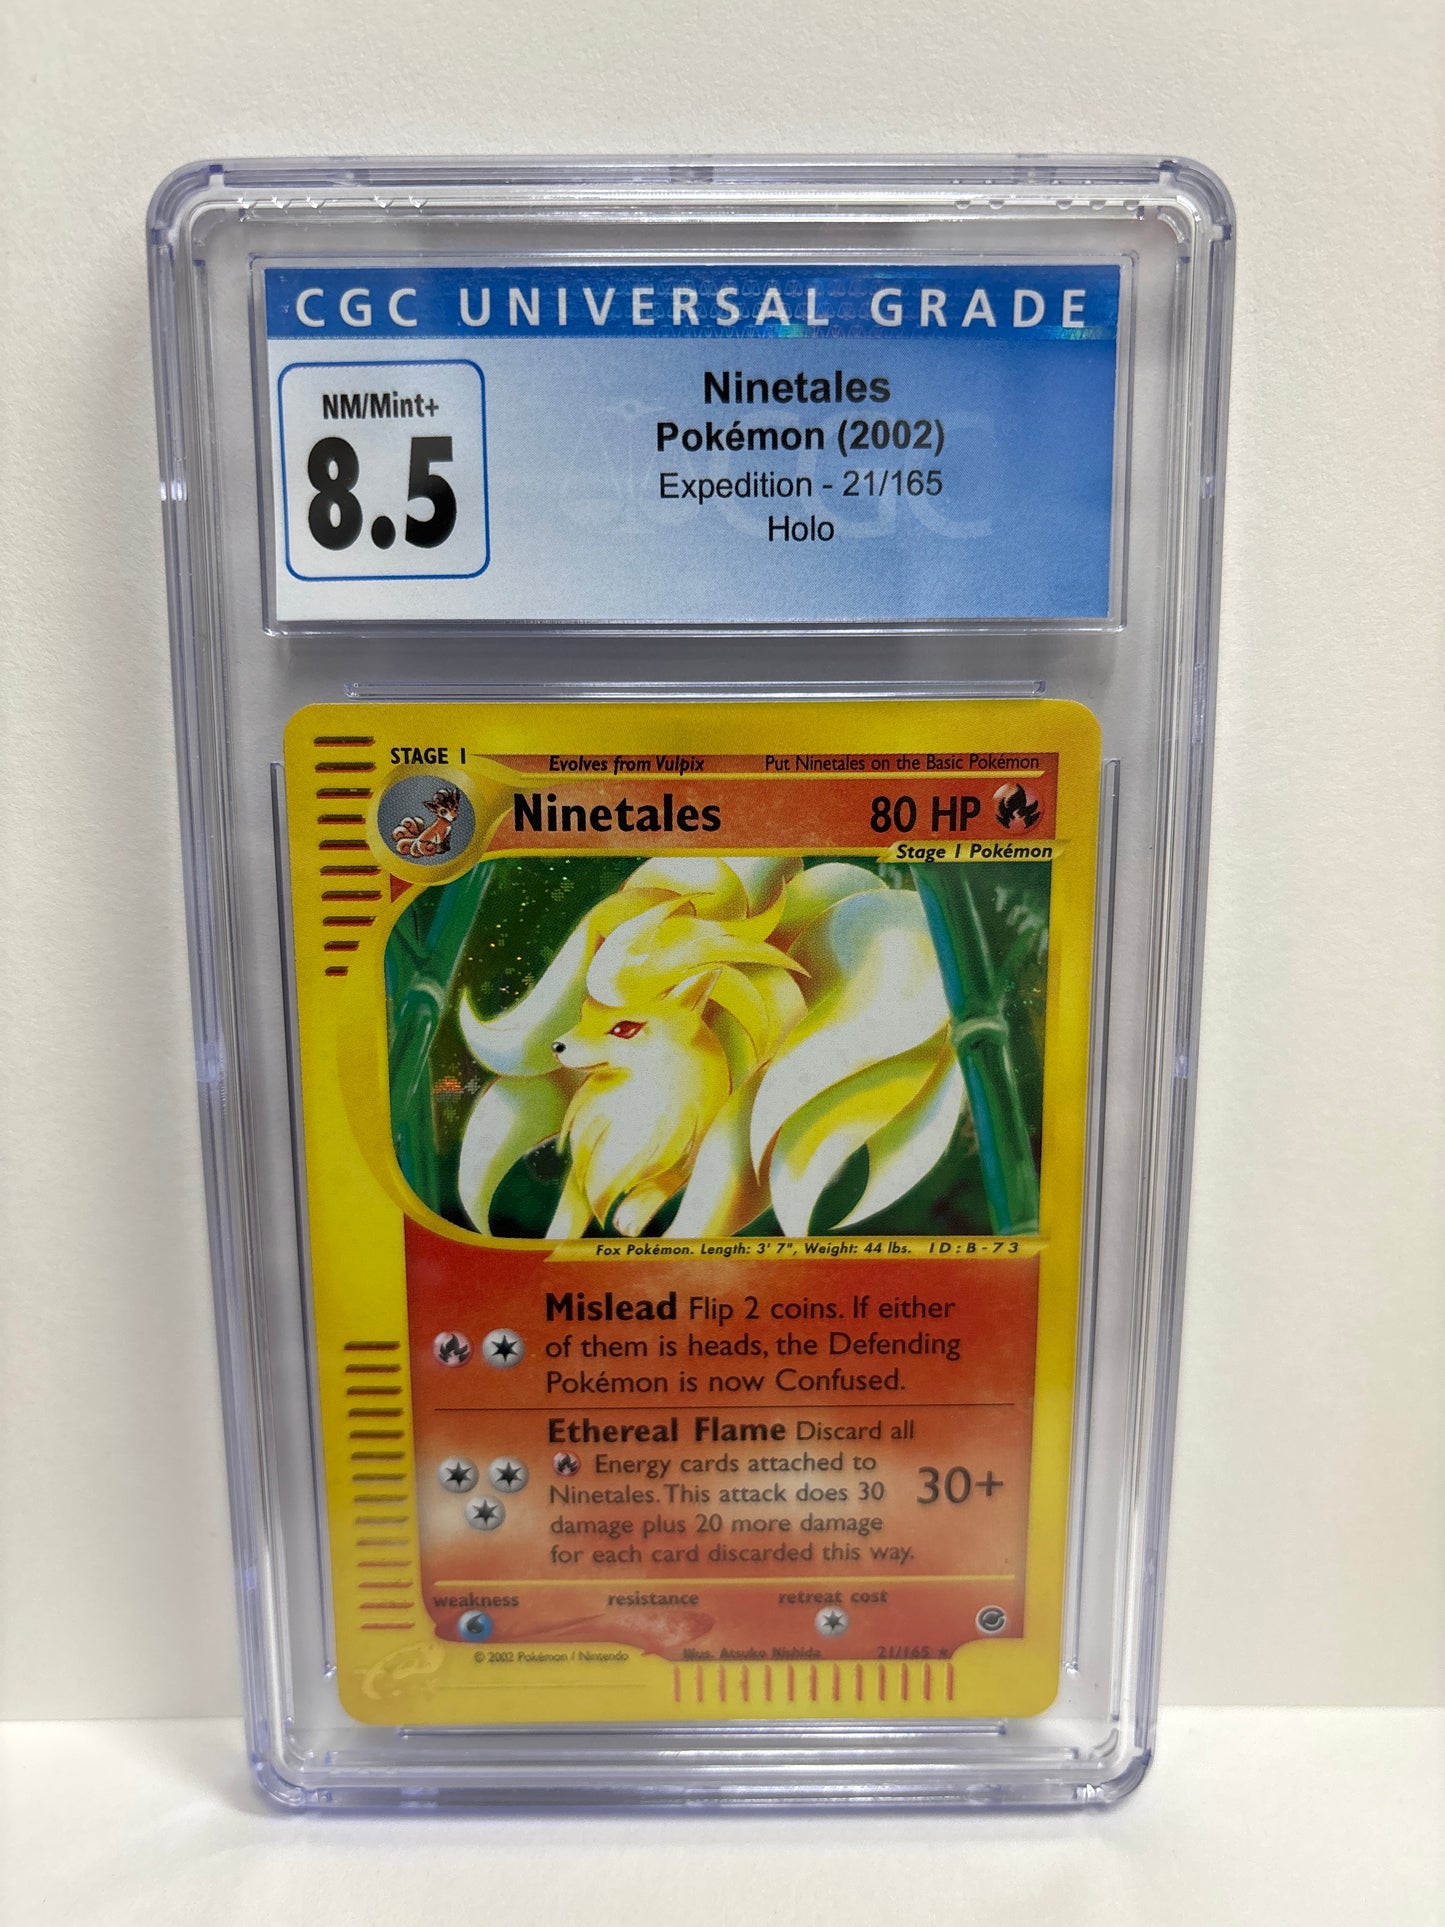 CGC UNIVERSAL GRADE
NM/Mint+
8.5
Ninetales
Pokémon (2002)
Expedition - 21/165
Holo
CGC
STAGE 1
Evolves from Vulpix
Put Ninetales on the Basic Pokémon
Ninetales
80 HP
Stage 1 Pokémon
Fox Pokémon. Length: 3' 7", Weight: 44 lbs. ID:B-73
Mislead Flip 2 coins. If either
of them is heads, the Defending
Pokémon is now Confused.
Ethereal Flame Discard all
Energy cards attached to
Ninetales. This attack does 30
damage plus 20 more damage
for each card discarded this way.
30+
weakness
resistance
retreat cost
© 2002 Pokémon / Nintendo
Illus. Atsuko Nishida
21/165 ★